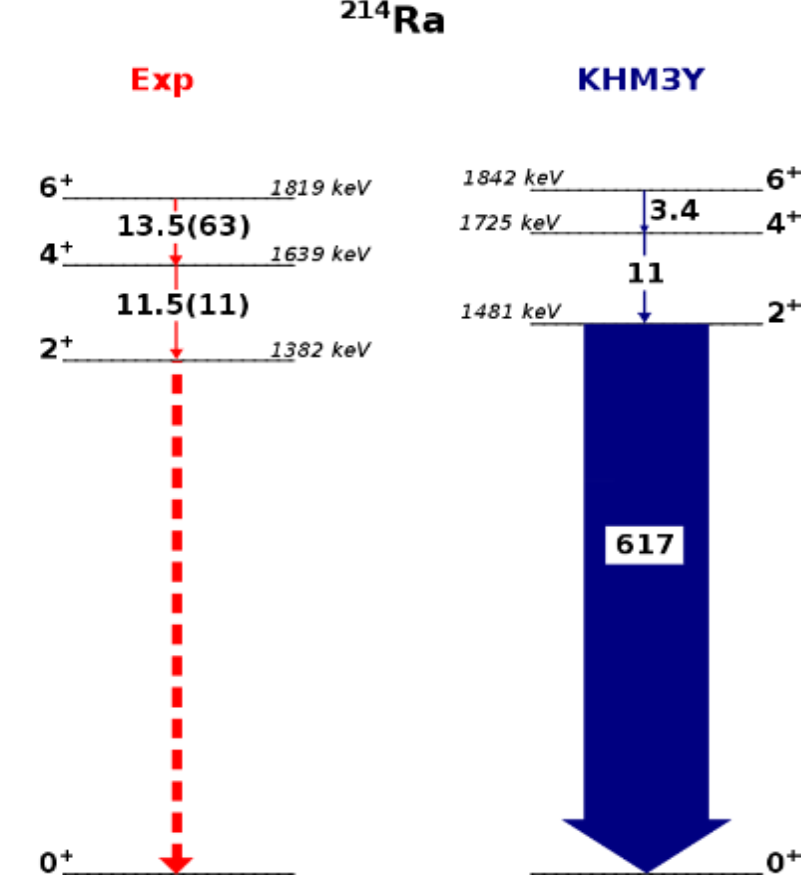 ²¹⁴Ra
Exp
KHM3Y
6⁺
1819 keV
13.5(63)
4⁺
1639 keV
11.5(11)
2⁺
1382 keV
0⁺
1842 keV
6⁺
3.4
1725 keV
4⁺
11
1481 keV
2⁺
617
0⁺